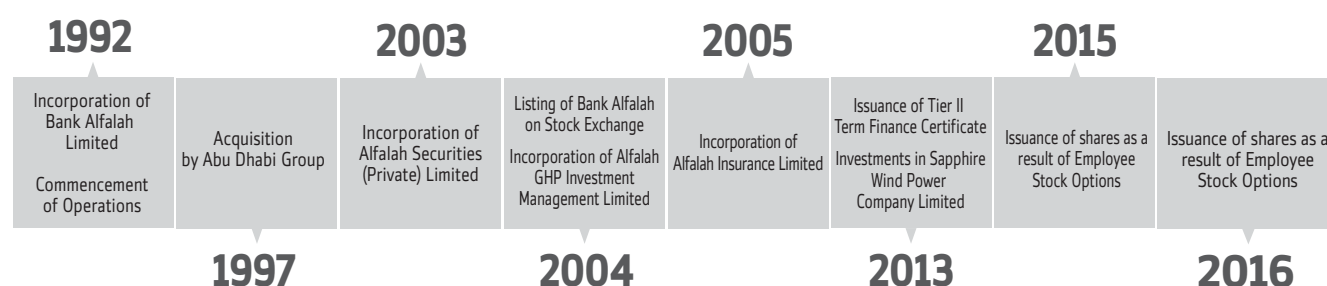 1992
Incorporation of
Bank Alfalah
Limited
Commencement
of Operations
Acquisition
by Abu Dhabi Group
1997
2003
Incorporation of
Alfalah Securities
(Private) Limited
Listing of Bank Alfalah
on Stock Exchange
Incorporation of Alfalah
GHP Investment
Management Limited
2004
2005
Incorporation of
Alfalah Insurance Limited
Issuance of Tier II
Term Finance Certificate
Investments in Sapphire
Wind Power
Company Limited
2013
2015
Issuance of shares as a
result of Employee
Stock Options
Issuance of shares as a
result of Employee
Stock Options
2016